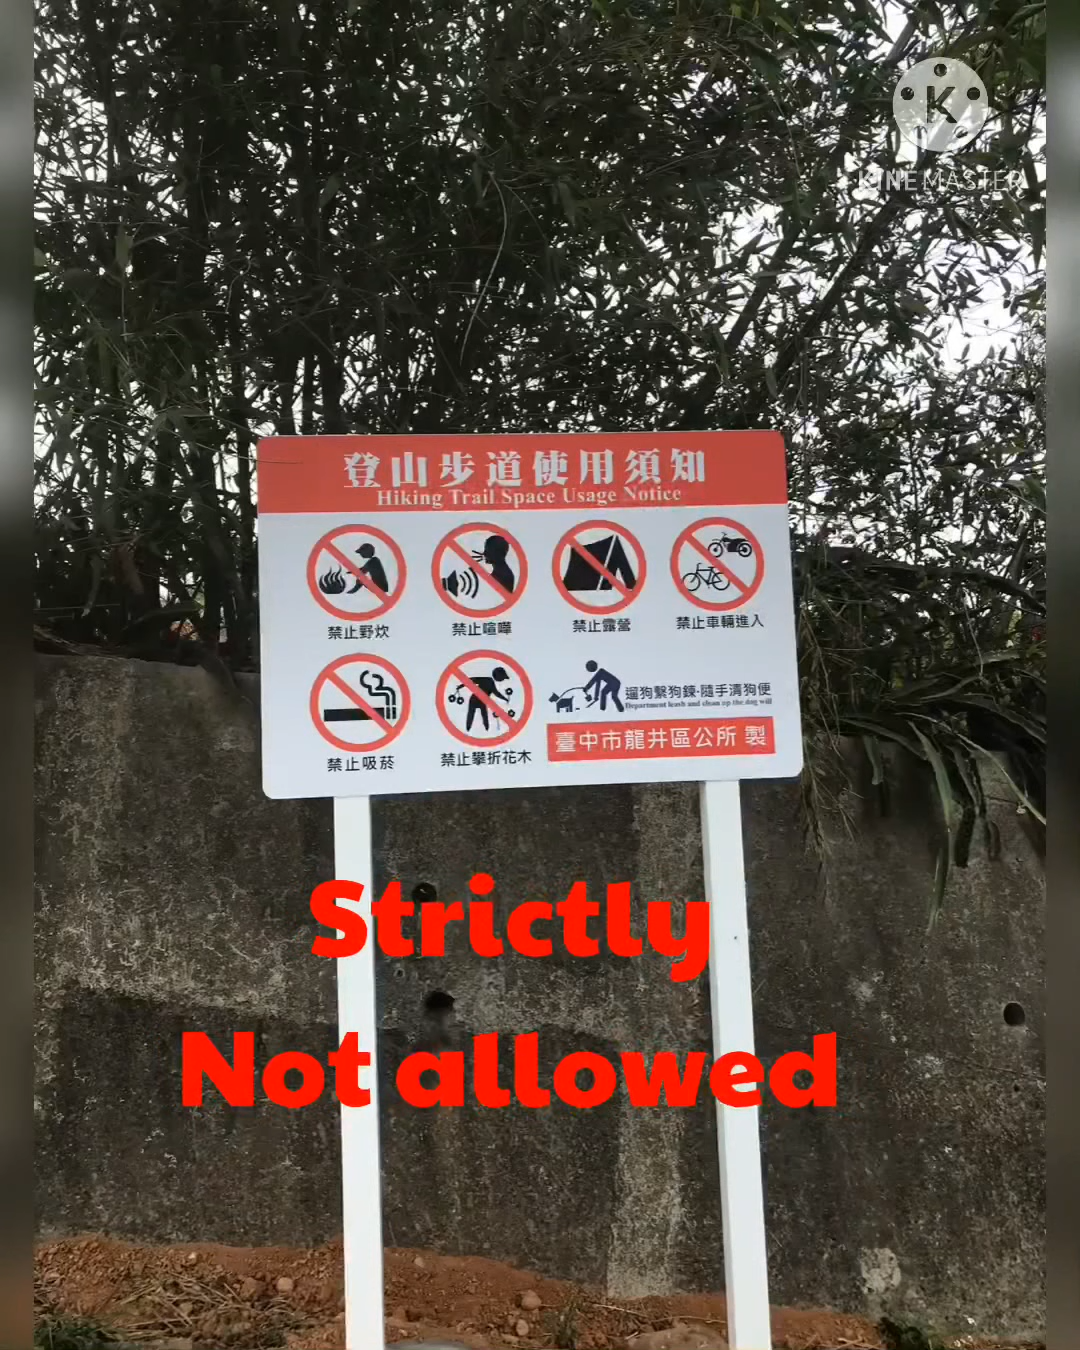 K
KINEMASTER
登山步道使用須知
Hiking Trail Space Usage Notice
禁止野炊
禁止喧嘩
禁止露營
禁止車輛進入
禁止吸菸
禁止攀折花木
遛狗繫狗鍊·隨手清狗便
Department leash and clean up the dog will
臺中市龍井區公所 製
Strictly
Not allowed